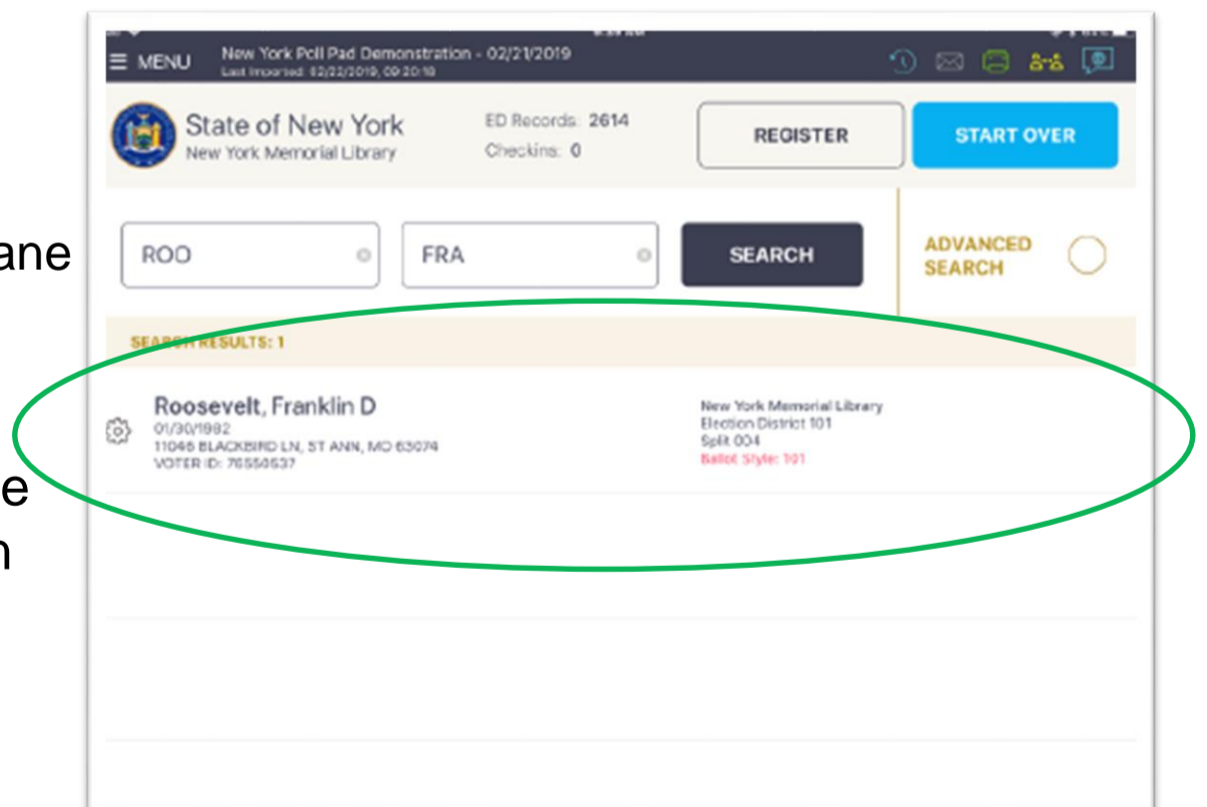 MENU
New York Poll Pad Demonstration - 02/21/2019
Last Imported: 02/22/2019, 09:20:18
State of New York
New York Memorial Library
ED Records: 2614
Checkins: 0
REGISTER
START OVER
ane
ROO
FRA
SEARCH
ADVANCED
SEARCH
SEARCH RESULTS: 1
Roosevelt, Franklin D
01/30/1982
11046 BLACKBIRD LN, ST ANN, MO 63074
VOTER ID: 76550537
New York Memorial Library
Election District 101
Split 004
Ballot Style: 101
e
n